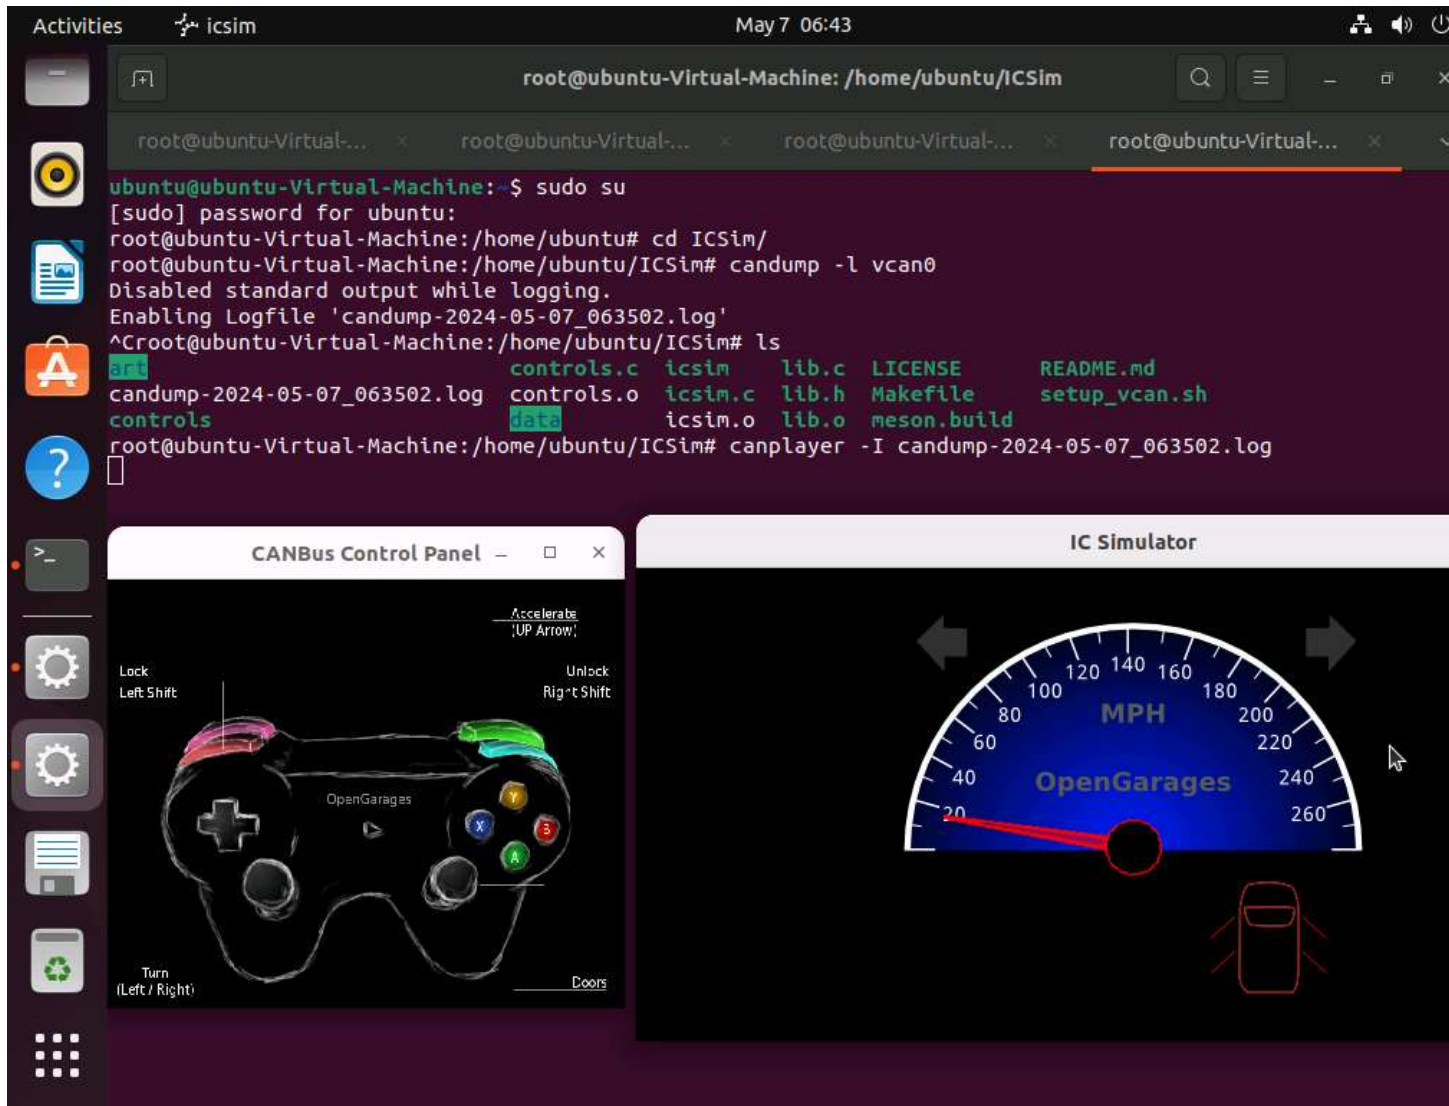 Activities icsim May 7 06:43
root@ubuntu-Virtual-Machine: /home/ubuntu/ICSim
root@ubuntu-Virtual-... root@ubuntu-Virtual-... root@ubuntu-Virtual-... root@ubuntu-Virtual-...
ubuntu@ubuntu-Virtual-Machine:~$ sudo su
[sudo] password for ubuntu:
root@ubuntu-Virtual-Machine:/home/ubuntu# cd ICSim/
root@ubuntu-Virtual-Machine:/home/ubuntu/ICSim# candump -l vcan0
Disabled standard output while logging.
Enabling Logfile 'candump-2024-05-07_063502.log'
^Croot@ubuntu-Virtual-Machine:/home/ubuntu/ICSim# ls
art controls.c icsim lib.c LICENSE README.md
candump-2024-05-07_063502.log controls.o icsim.c lib.h Makefile setup_vcan.sh
controls data icsim.o lib.o meson.build
root@ubuntu-Virtual-Machine:/home/ubuntu/ICSim# canplayer -I candump-2024-05-07_063502.log
CANBus Control Panel
Accelerate
(UP Arrow)
Lock
Left Shift
Unlock
Right Shift
OpenGarages
Y
X
B
A
Turn
(Left / Right)
Doors
IC Simulator
20
40
60
80
100
120
140
160
180
200
220
240
260
MPH
OpenGarages